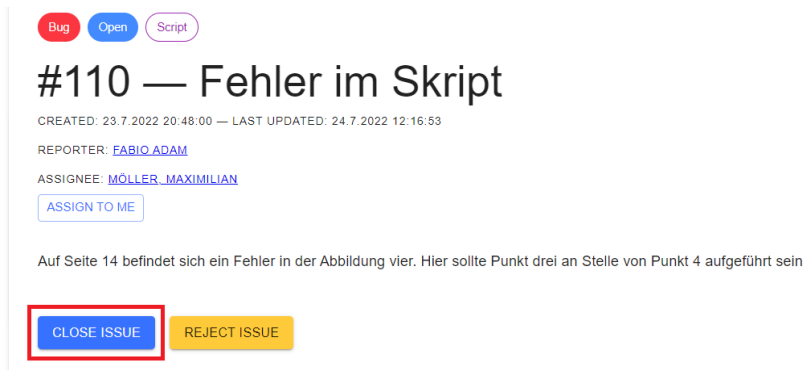 Bug Open Script
#110 — Fehler im Skript
CREATED: 23.7.2022 20:48:00 — LAST UPDATED: 24.7.2022 12:16:53
REPORTER: FABIO ADAM
ASSIGNEE: MÖLLER, MAXIMILIAN
ASSIGN TO ME
Auf Seite 14 befindet sich ein Fehler in der Abbildung vier. Hier sollte Punkt drei an Stelle von Punkt 4 aufgeführt sein
CLOSE ISSUE REJECT ISSUE